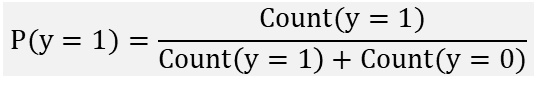 P(y = 1) = Count(y = 1)
Count(y = 1) + Count(y = 0)